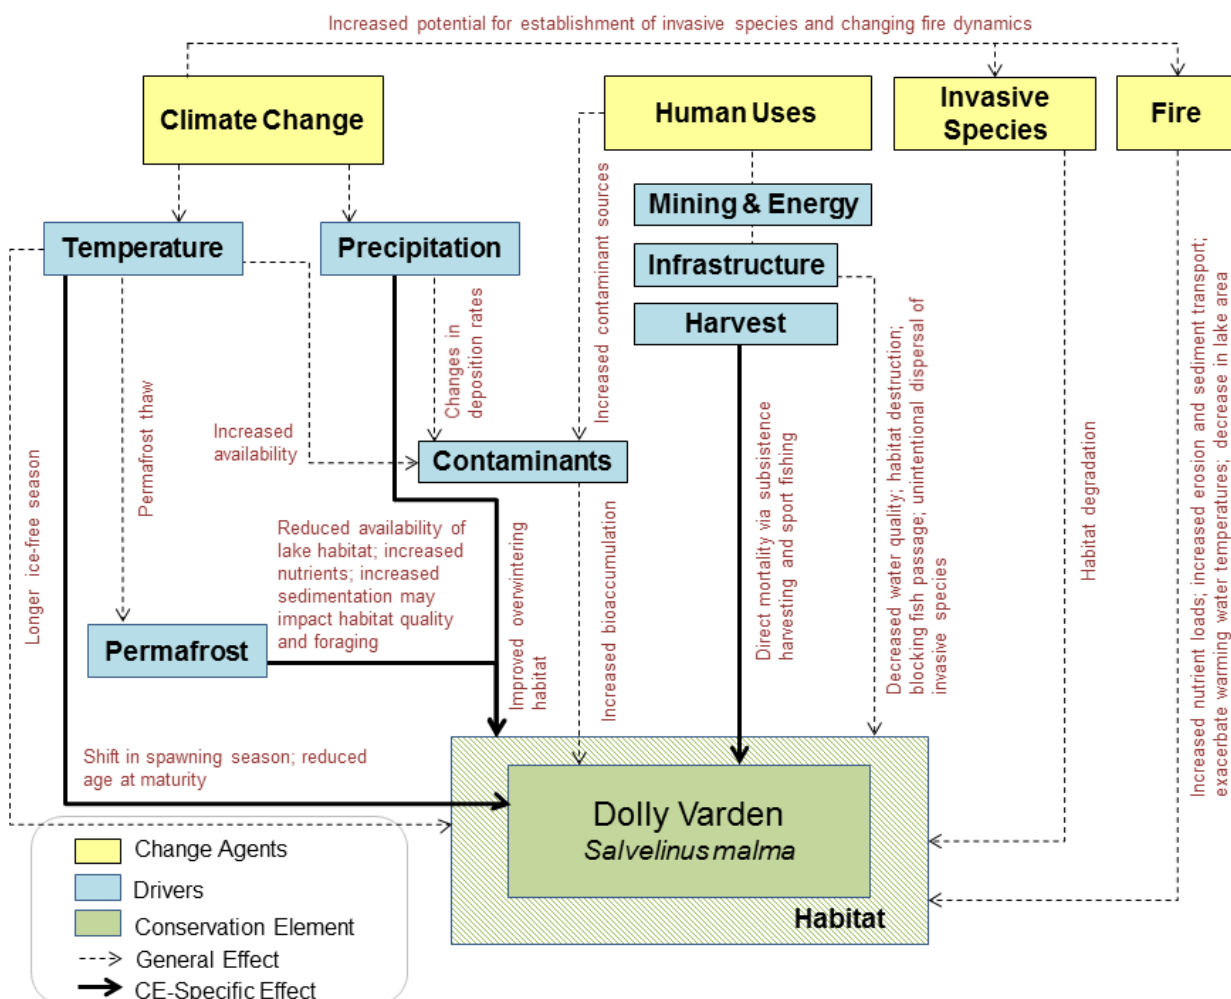 Increased potential for establishment of invasive species and changing fire dynamics
Climate Change
Human Uses
Invasive
Species
Fire
Mining & Energy
Temperature
Precipitation
Infrastructure
Harvest
Increased contaminant sources
Changes in
deposition rates
Permafrost thaw
Increased
availability
Contaminants
Longer ice-free season
Reduced availability of
lake habitat; increased
nutrients; increased
sedimentation may
impact habitat quality
and foraging
Permafrost
Improved overwintering
habitat
Increased bioaccumulation
Direct mortality via subsistence
harvesting and sport fishing
Decreased water quality; habitat destruction;
blocking fish passage; unintentional dispersal of
invasive species
Habitat degradation
Increased nutrient loads; increased erosion and sediment transport;
exacerbate warming water temperatures; decrease in lake area
Shift in spawning season; reduced
age at maturity
Dolly Varden
Salvelinus malma
Habitat
Change Agents
Drivers
Conservation Element
General Effect
CE-Specific Effect